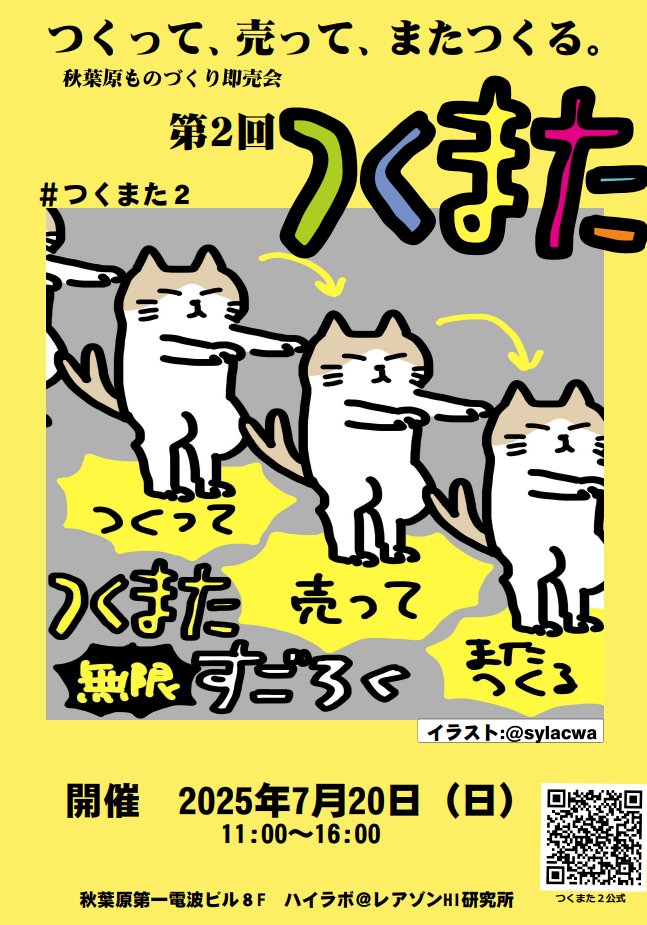 つくって、売って、またつくる。
秋葉原ものづくり即売会
第2回
つくまた
#つくまた2
つくって
売って
また
つくる
つくまた
無限すごろく
イラスト:@sylacwa
開催 2025年7月20日（日）
11:00～16:00
つくまた2公式
秋葉原第一電波ビル8F ハイラボ@レアゾンHI研究所